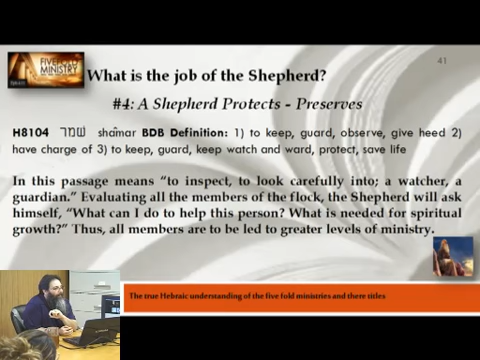 FIVEFOLD
MINISTRY
41
What is the job of the Shepherd?
#4: A Shepherd Protects - Preserves
H8104 שמר shâmar BDB Definition: 1) to keep, guard, observe, give heed 2)
have charge of 3) to keep, guard, keep watch and ward, protect, save life
In this passage means “to inspect, to look carefully into; a watcher, a
guardian.” Evaluating all the members of the flock, the Shepherd will ask
himself, “What can I do to help this person? What is needed for spiritual
growth?” Thus, all members are to be led to greater levels of ministry.
The true Hebraic understanding of the five fold ministries and there titles